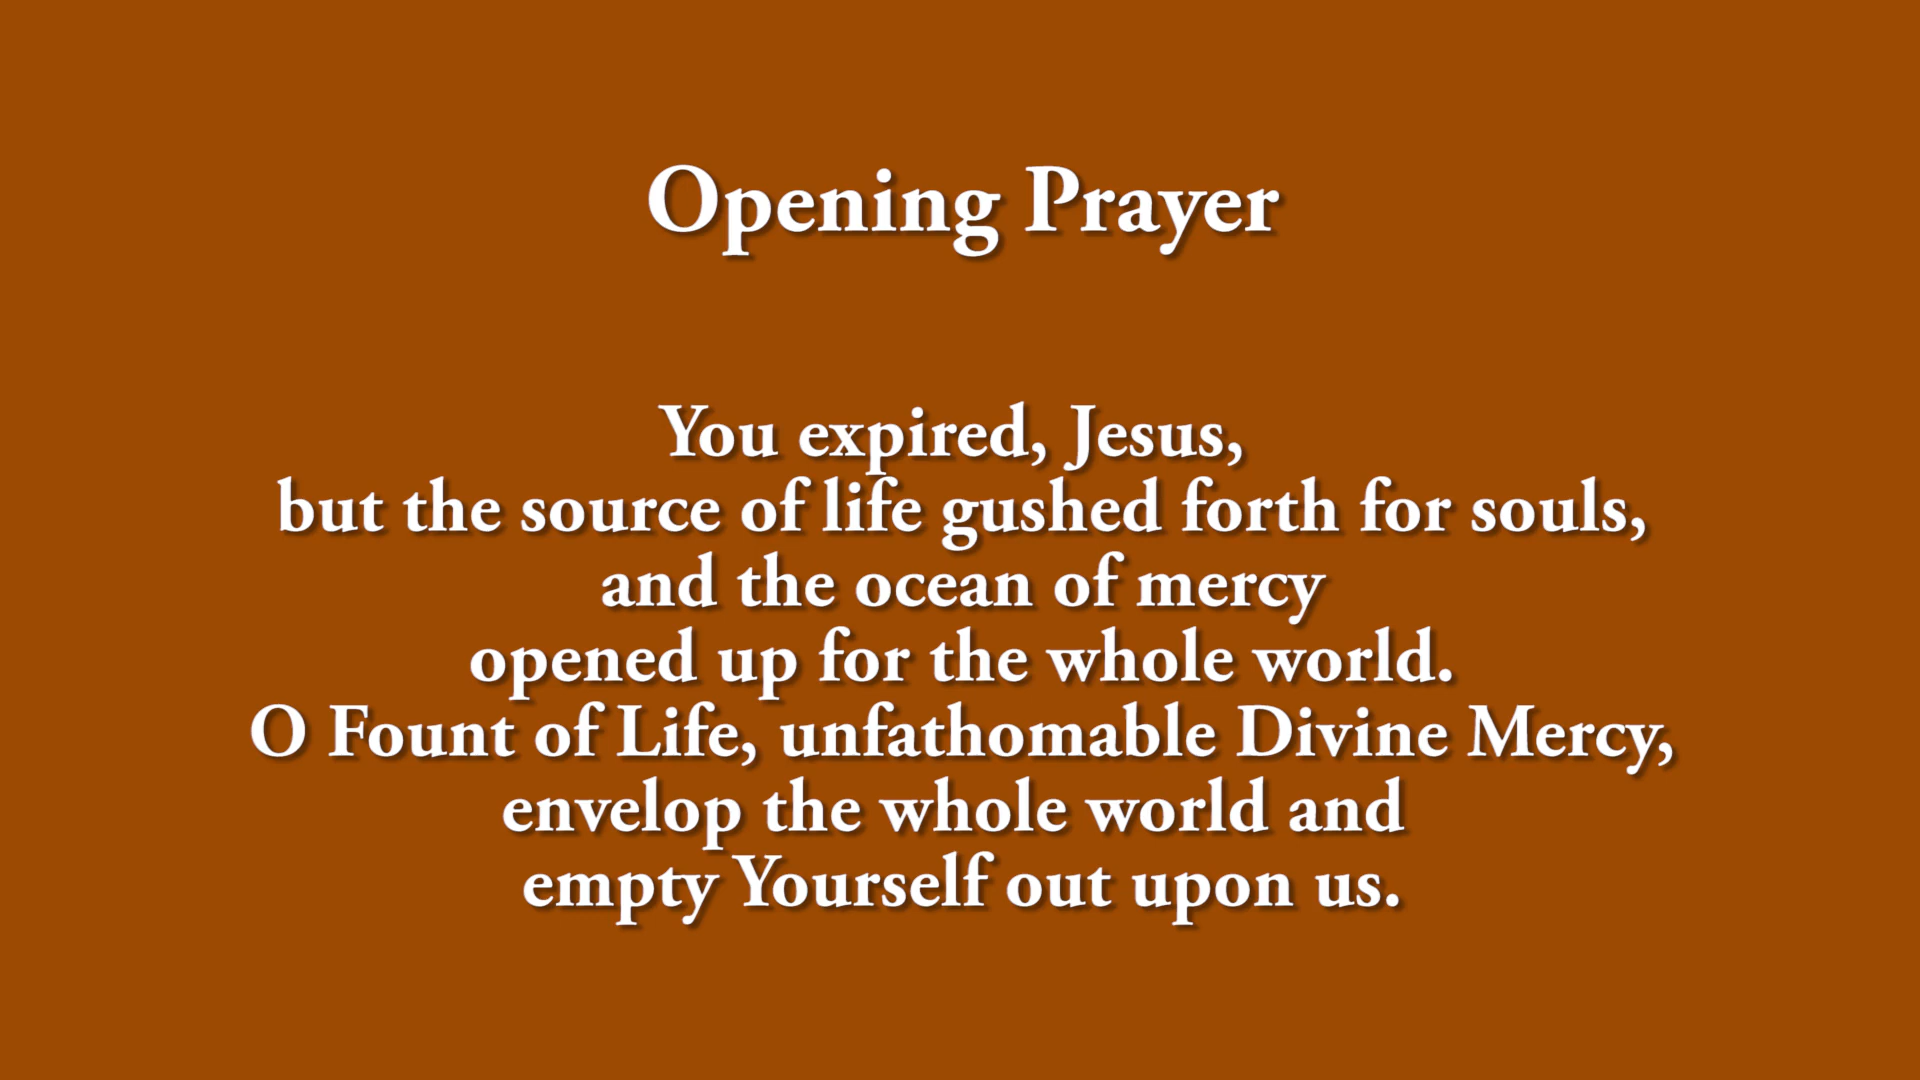 Opening Prayer
You expired, Jesus,
but the source of life gushed forth for souls,
and the ocean of mercy
opened up for the whole world.
O Fount of Life, unfathomable Divine Mercy,
envelop the whole world and
empty Yourself out upon us.